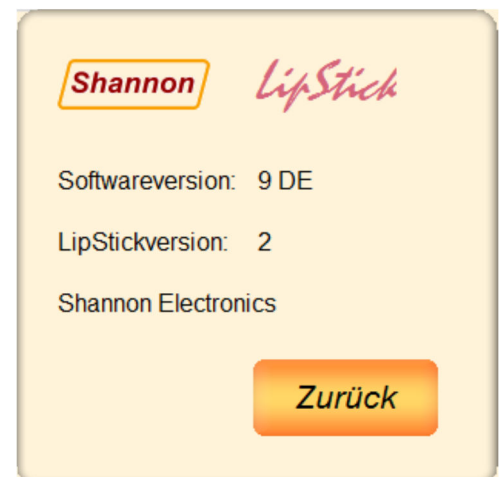 Shannon LipStick
Softwareversion: 9 DE
LipStickversion: 2
Shannon Electronics
Zurück